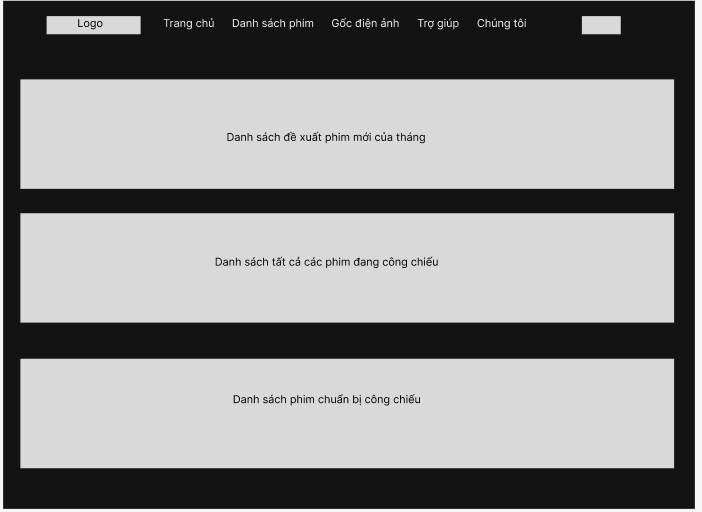 Logo
Trang chủ
Danh sách phim
Gốc điện ảnh
Trợ giúp
Chúng tôi
Danh sách đề xuất phim mới của tháng
Danh sách tất cả các phim đang công chiếu
Danh sách phim chuẩn bị công chiếu